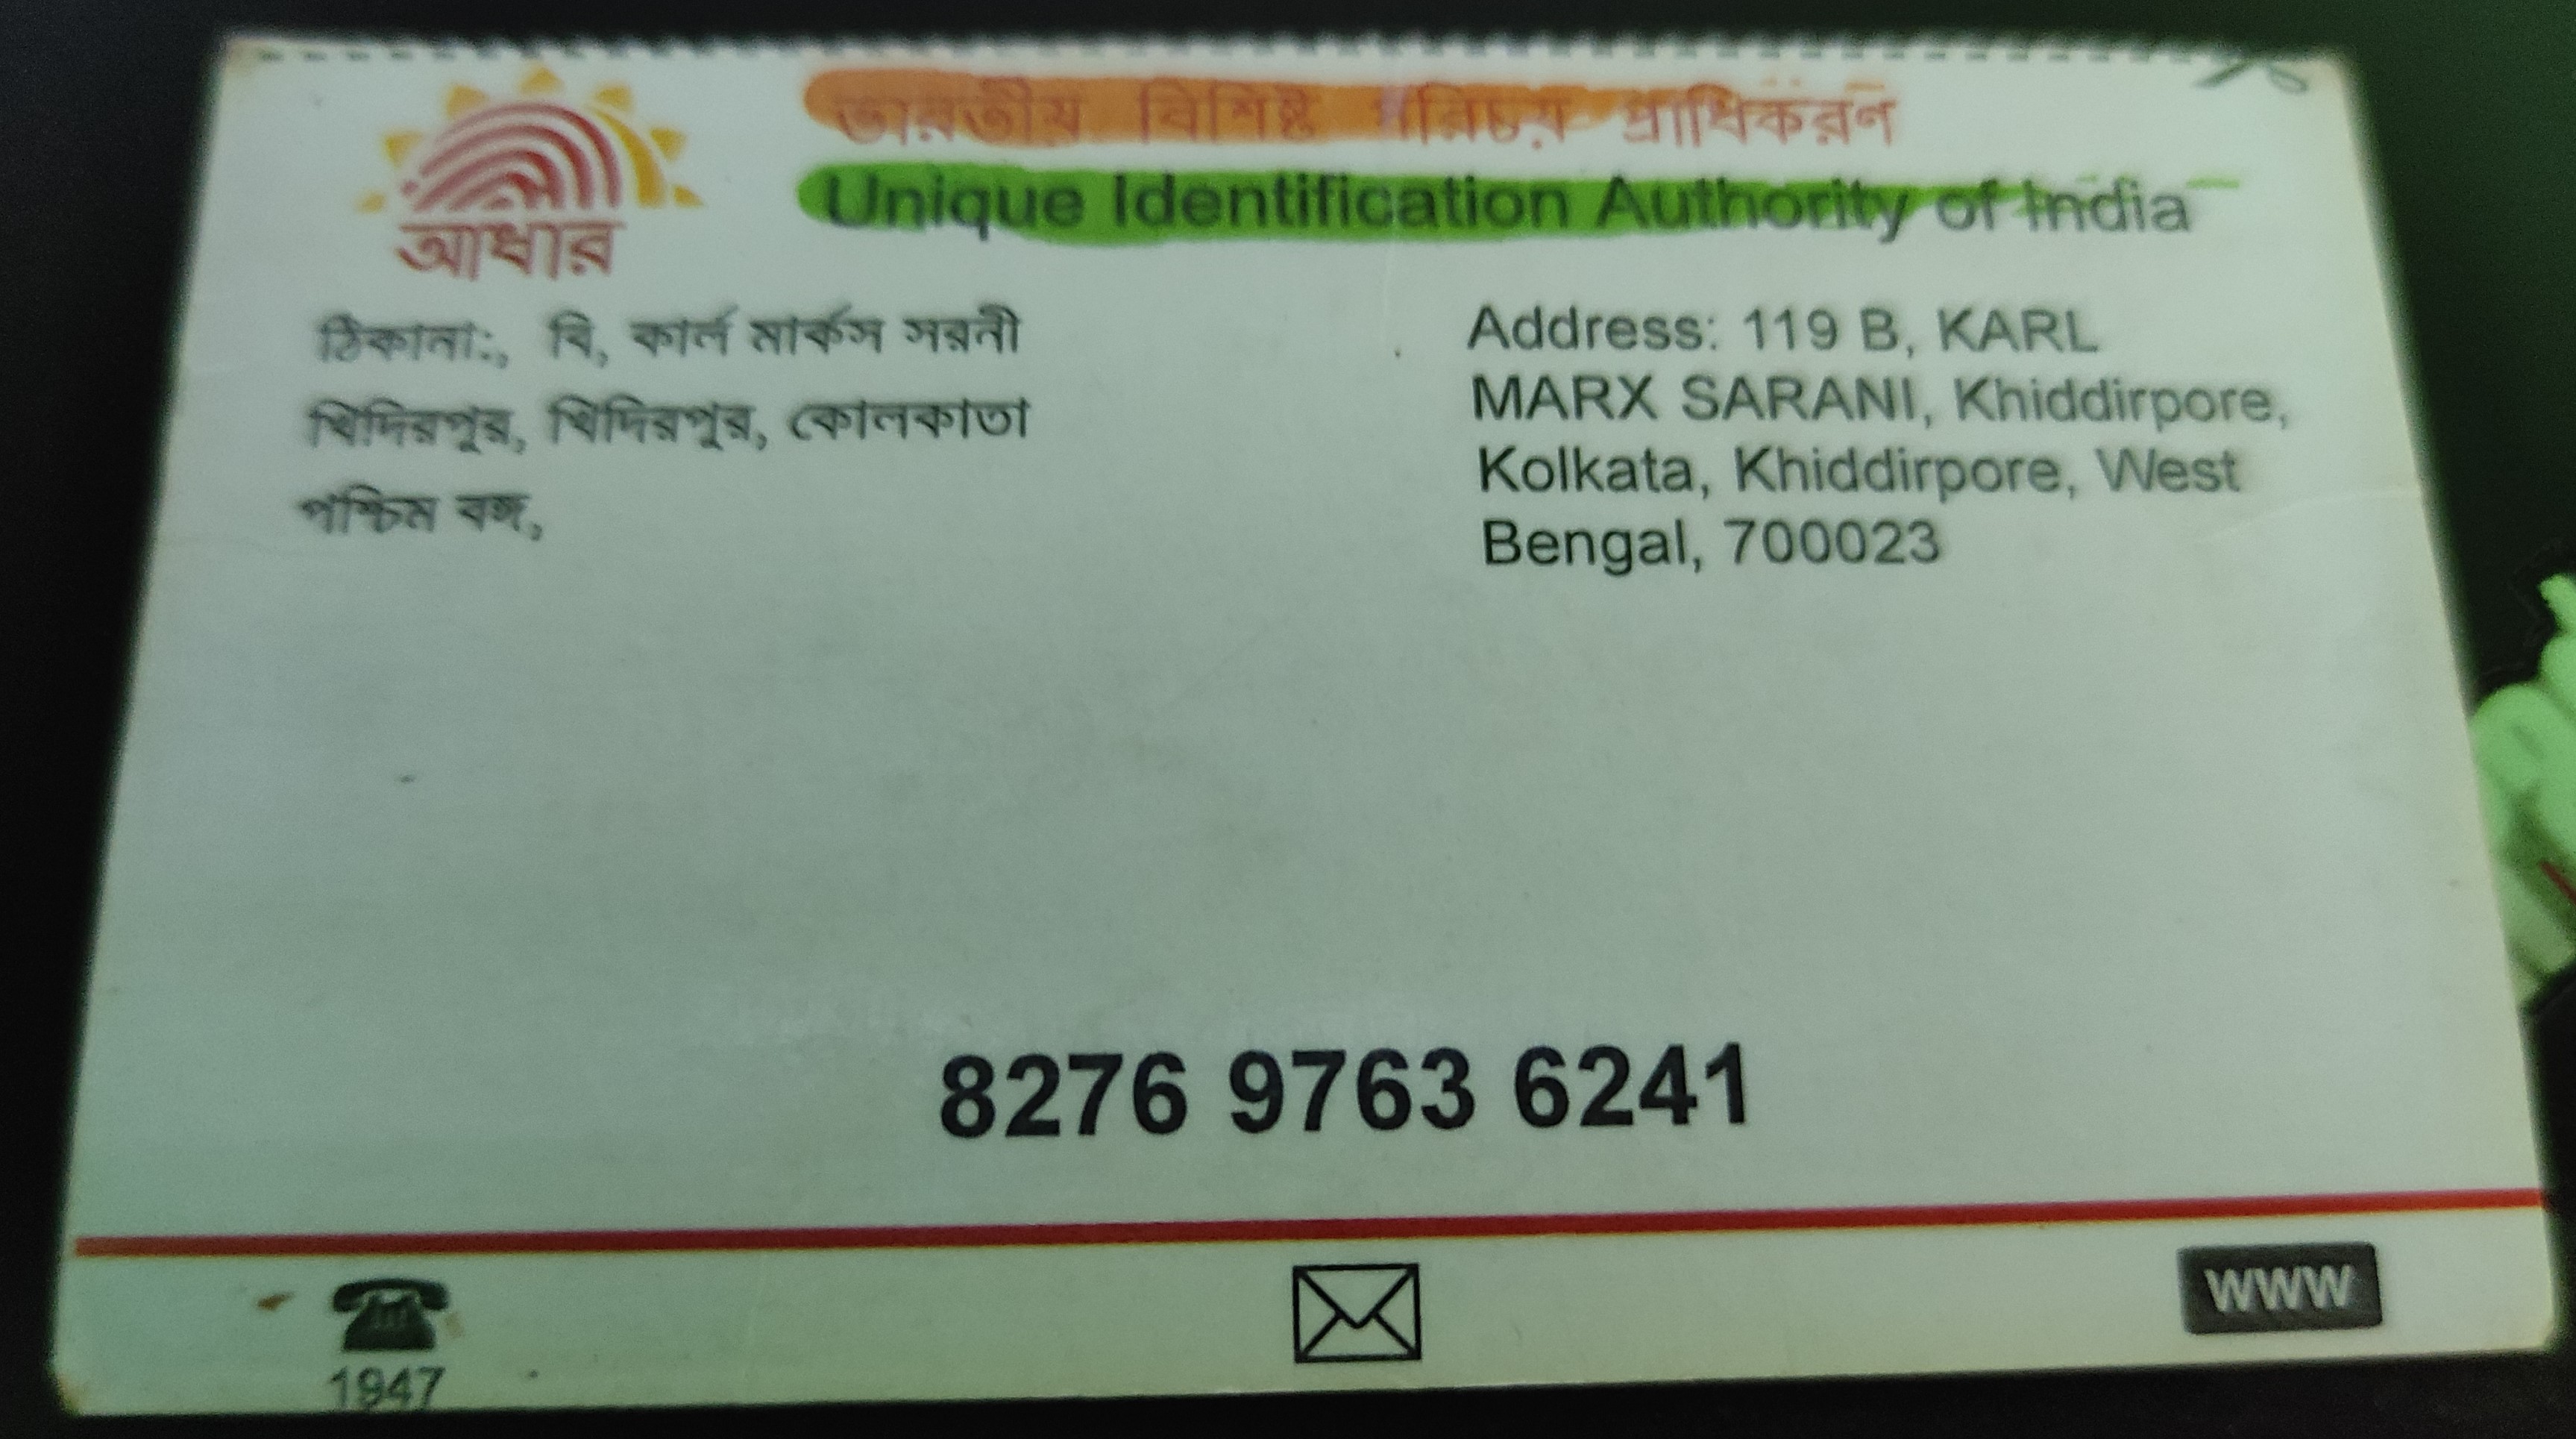 ভারতীয় বিশিষ্ট পরিচয় প্রাধিকরণ
Unique Identification Authority of India
আধার
ঠিকানা:, বি, কার্ল মার্কস সরনী
খিদিরপুর, খিদিরপুর, কোলকাতা
পশ্চিম বঙ্গ,
Address: 119 B, KARL
MARX SARANI, Khiddirpore,
Kolkata, Khiddirpore, West
Bengal, 700023
8276 9763 6241
1947
WWW